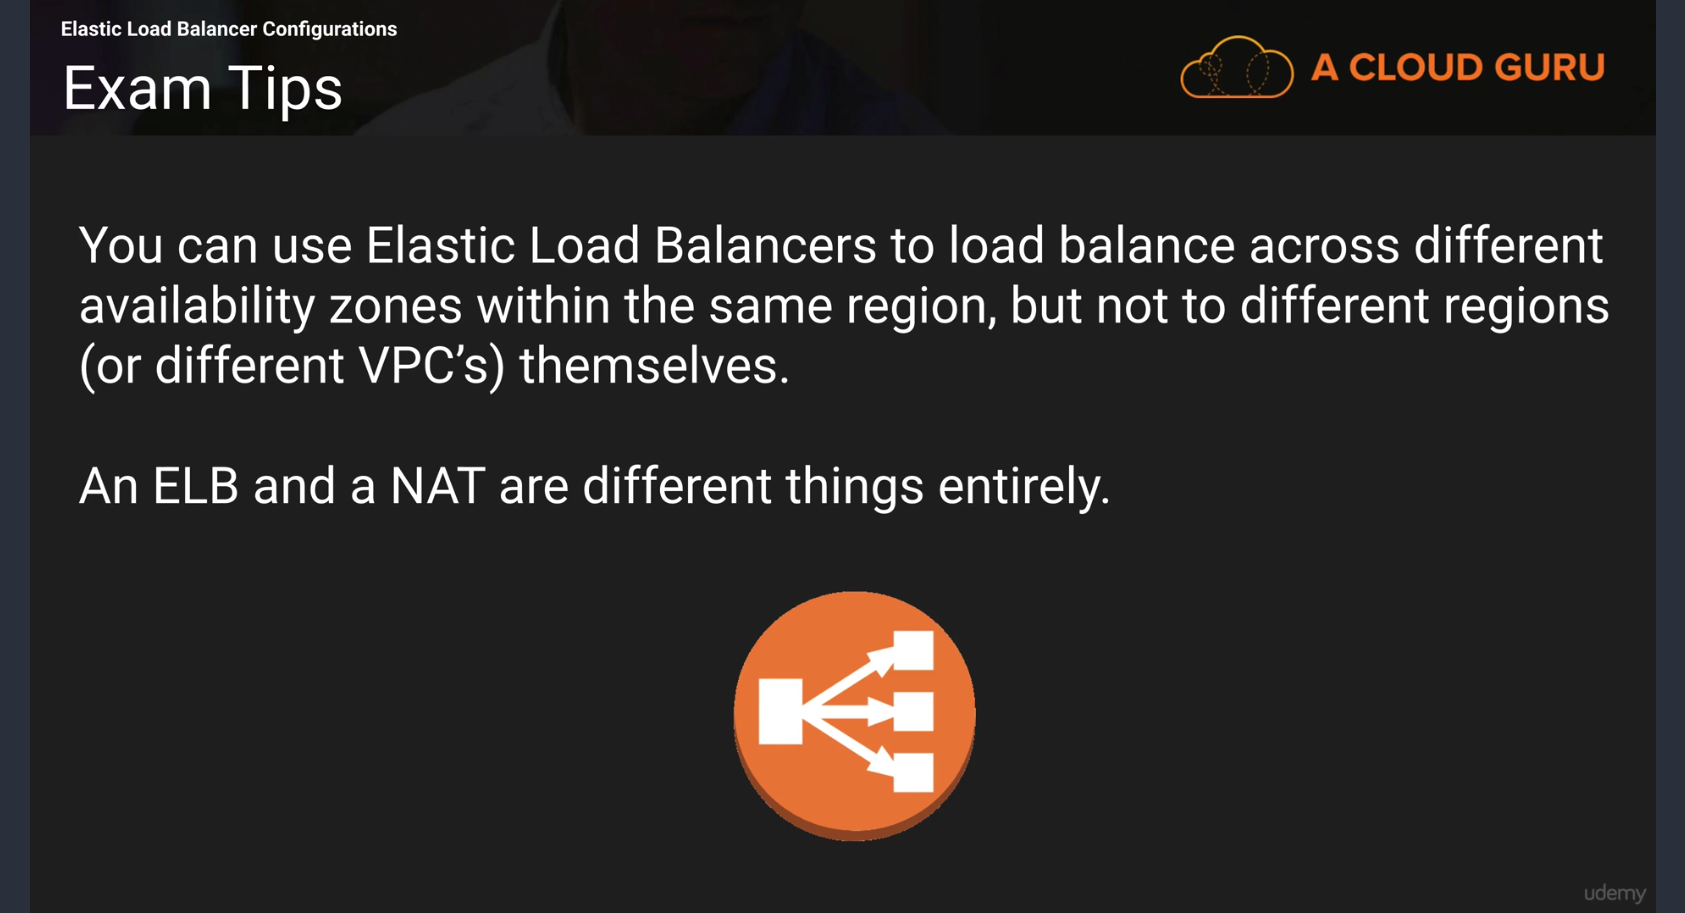 Elastic Load Balancer Configurations
Exam Tips
A CLOUD GURU
You can use Elastic Load Balancers to load balance across different
availability zones within the same region, but not to different regions
(or different VPC’s) themselves.
An ELB and a NAT are different things entirely.
udemy